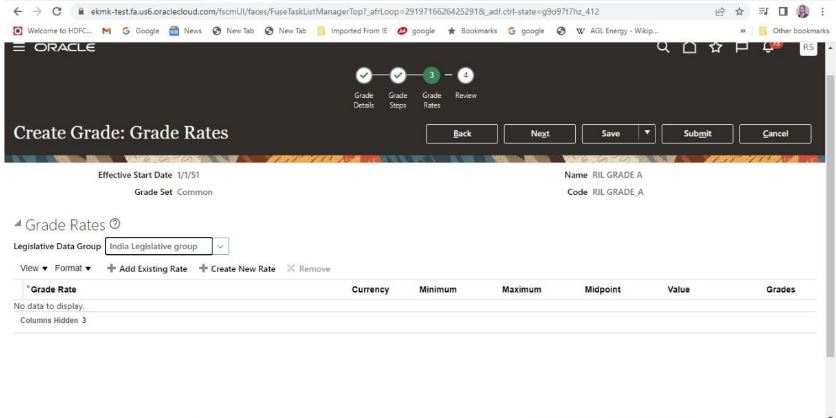 ekmk-test.fa.us6.oraclecloud.com/fscmUI/faces/FuseTaskListManagerTop?_afrLoop=29197166264252918&_adf.ctrl-state=g9o97t7hz_412
Welcome to HDFC... Google News New Tab New Tab Imported From IE google Bookmarks google W AGL Energy - Wikip... » Other bookmarks
ORACLE RS
3 4
Grade Details Grade Steps Grade Rates Review
Create Grade: Grade Rates Back Next Save Submit Cancel
Effective Start Date 1/1/51 Name RIL GRADE A
Grade Set Common Code RIL GRADE_A
Grade Rates
Legislative Data Group India Legislative group
View Format Add Existing Rate Create New Rate Remove
*Grade Rate Currency Minimum Maximum Midpoint Value Grades
No data to display.
Columns Hidden 3